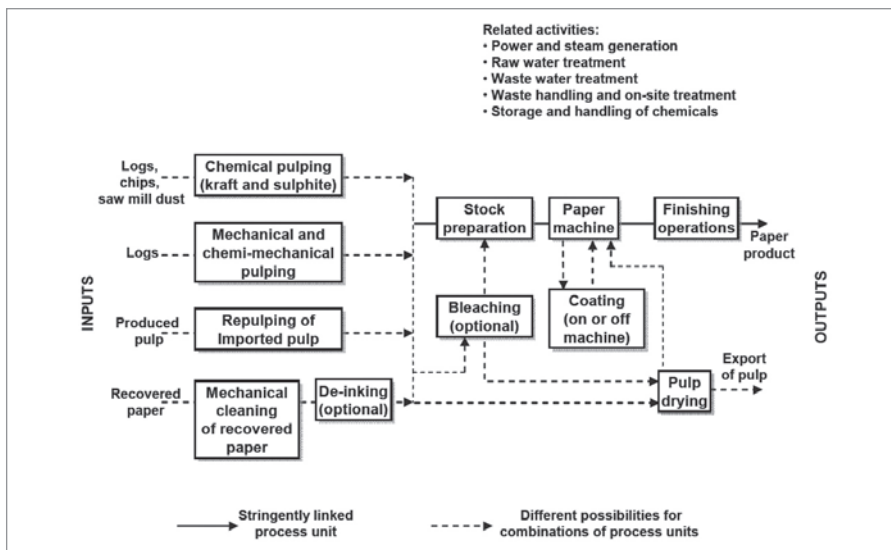 Related activities:
• Power and steam generation
• Raw water treatment
• Waste water treatment
• Waste handling and on-site treatment
• Storage and handling of chemicals
INPUTS
Logs,
chips,
saw mill dust
Chemical pulping
(kraft and sulphite)
Logs
Mechanical and
chemi-mechanical
pulping
Produced
pulp
Repulping of
Imported pulp
Recovered
paper
Mechanical
cleaning
of recovered
paper
De-inking
(optional)
Stock
preparation
Paper
machine
Finishing
operations
Paper
product
Bleaching
(optional)
Coating
(on or off
machine)
Pulp
drying
Export
of pulp
OUTPUTS
Stringently linked
process unit
Different possibilities for
combinations of process units